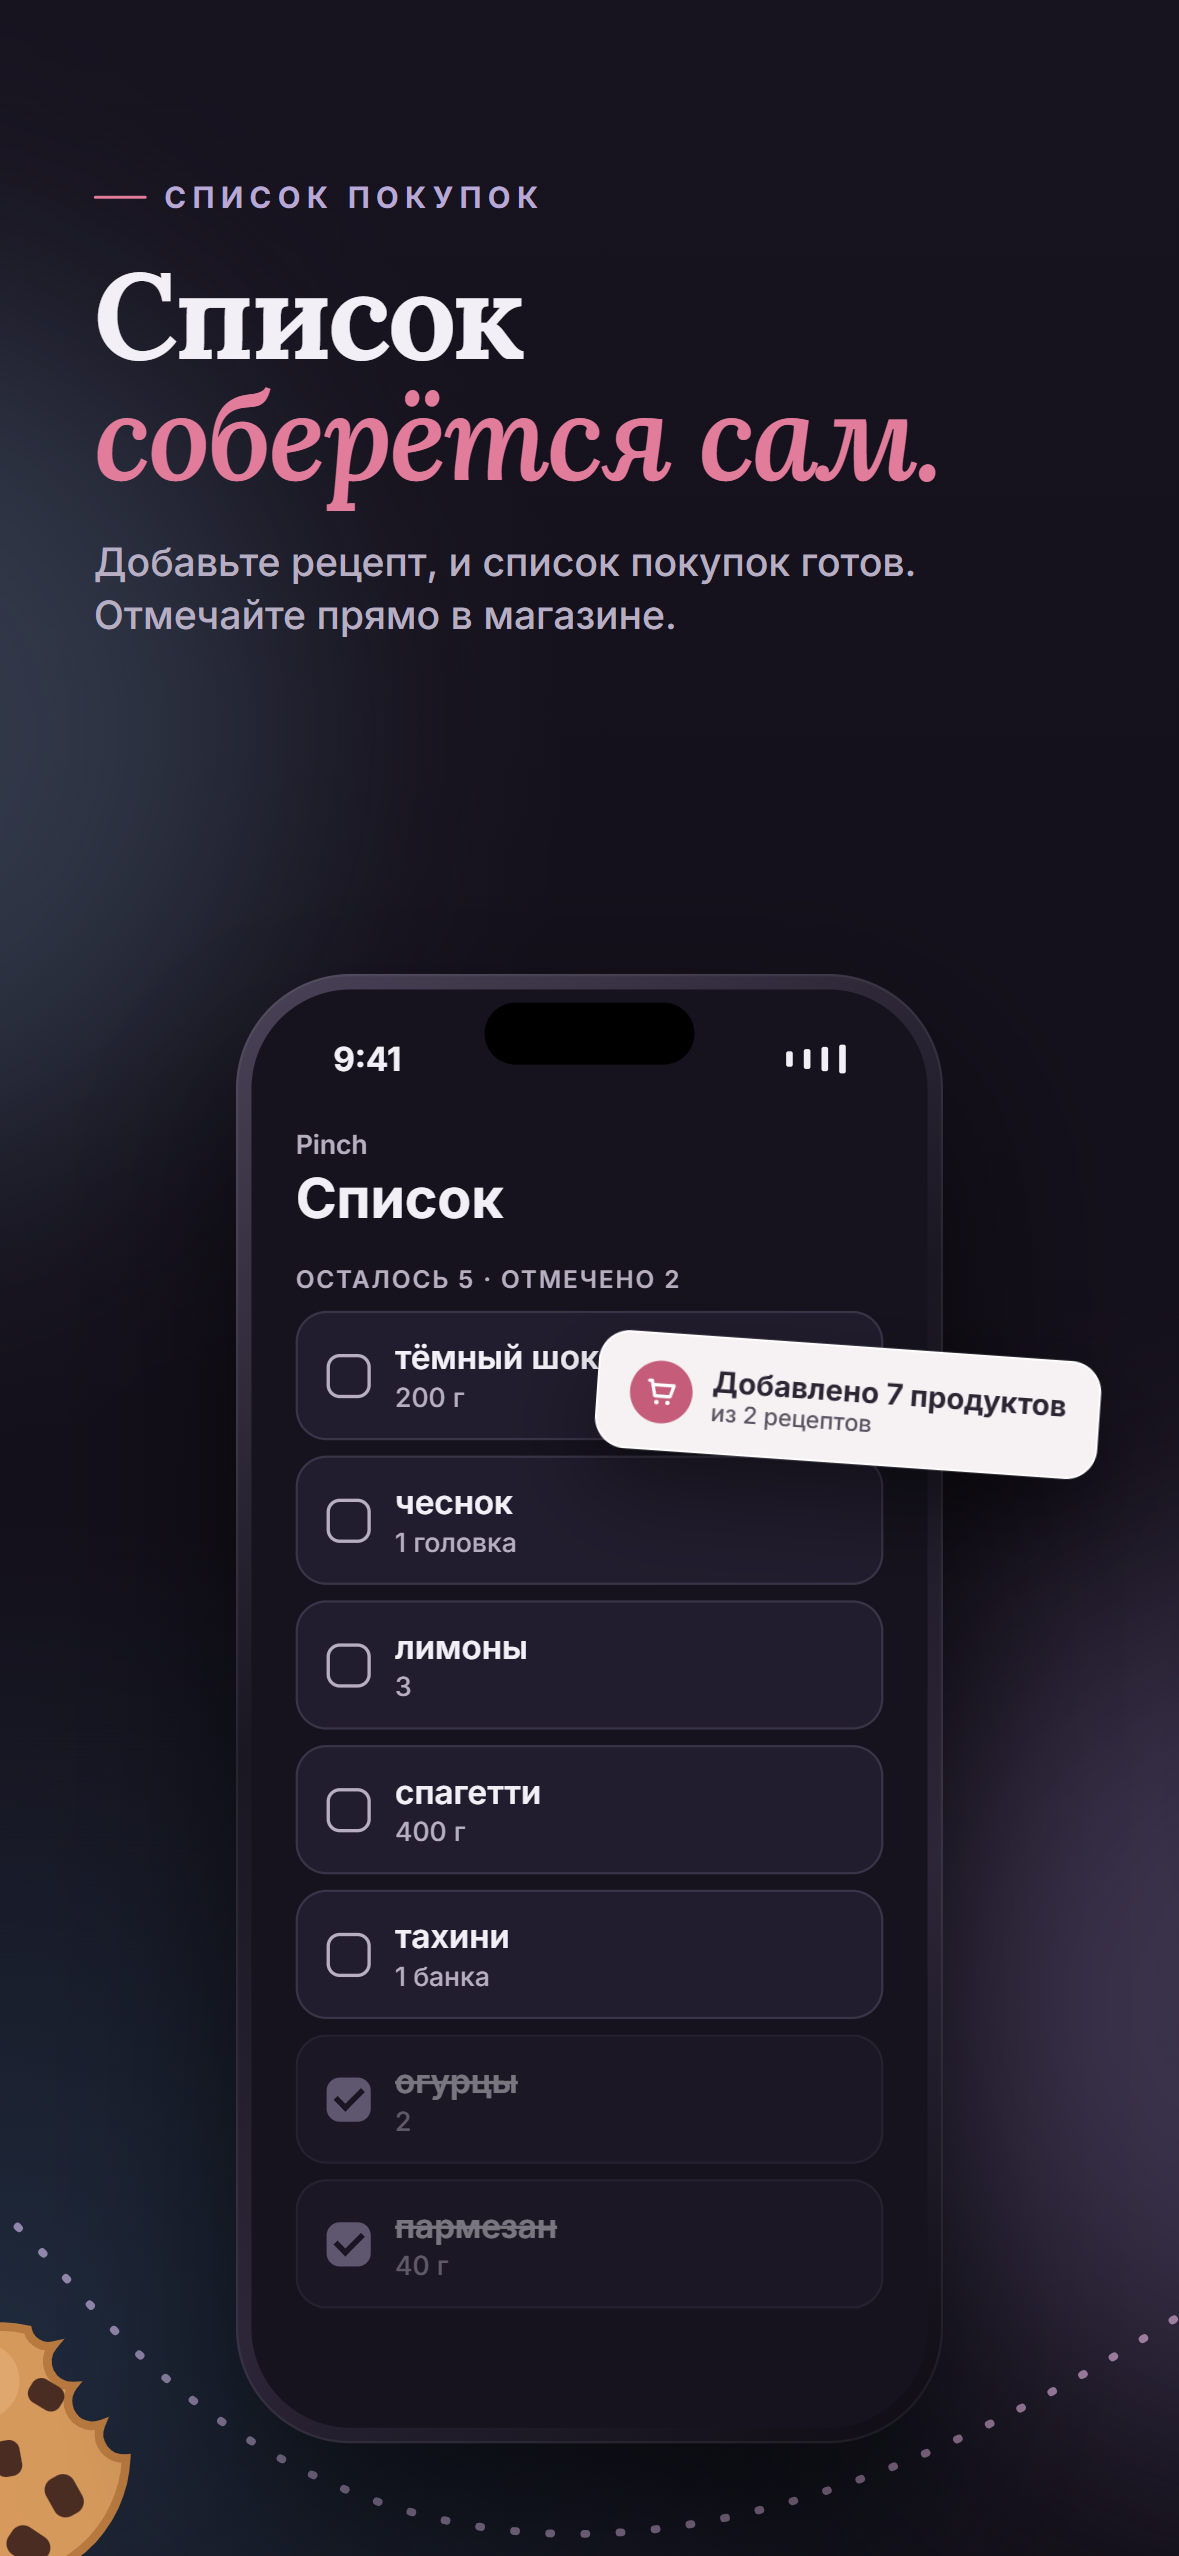 СПИСОК ПОКУПОК
Список
соберётся сам.
Добавьте рецепт, и список покупок готов.
Отмечайте прямо в магазине.
9:41
Pinch
Список
ОСТАЛОСЬ 5 · ОТМЕЧЕНО 2
тёмный шок
200 г
Добавлено 7 продуктов
из 2 рецептов
чеснок
1 головка
лимоны
3
спагетти
400 г
тахини
1 банка
огурцы
2
пармезан
40 г